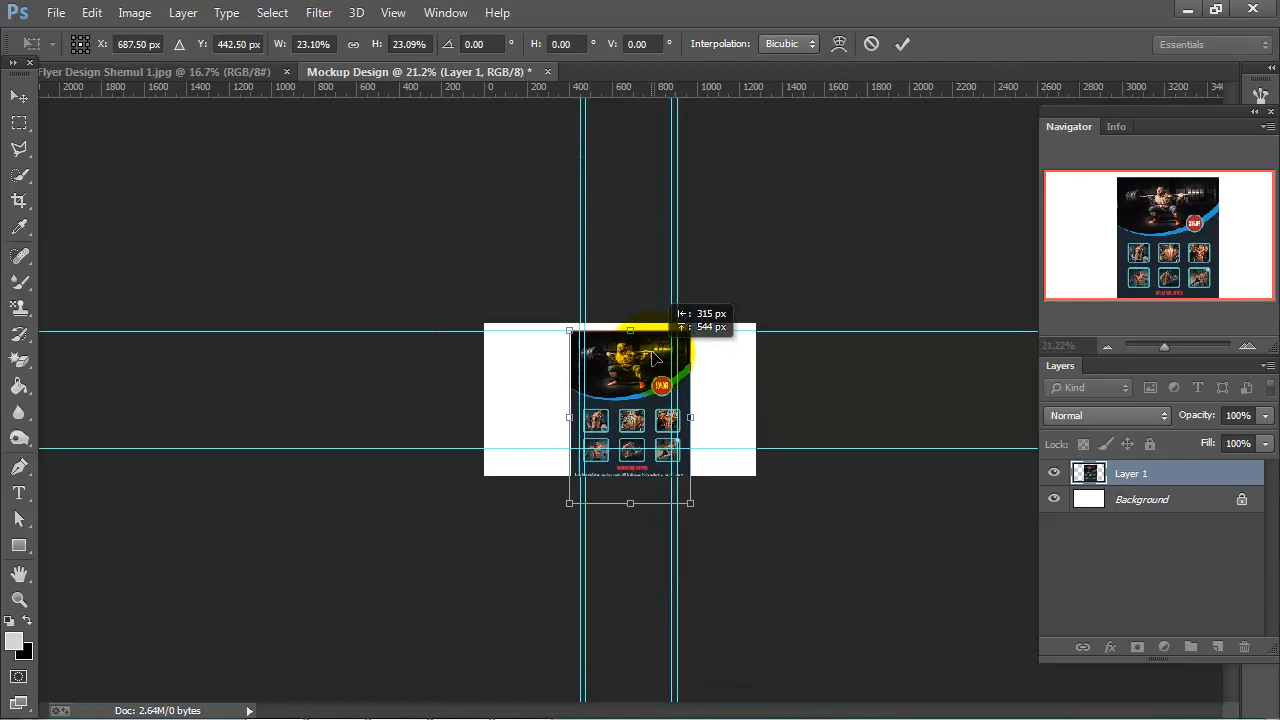 Ps File Edit Image Layer Type Select Filter 3D View Window Help
X: 687.50 px Y: 442.50 px W: 23.10% H: 23.09% 0.00 ° H: 0.00 ° V: 0.00 ° Interpolation: Bicubic Essentials
Flyer Design Shemul 1.jpg @ 16.7% (RGB/8#) × Mockup Design @ 21.2% (Layer 1, RGB/8) * ×
2000 1800 1600 1400 1200 1000 800 600 400 200 0 200 400 600 800 1000 1200 1400 1600 1800 2000 2200 2400 2600 2800 3000 3200
Navigator Info
315 px
544 px
21.22%
Layers
Kind
Normal Opacity: 100%
Lock: Fill: 100%
Layer 1
Background
Doc: 2.64M/0 bytes